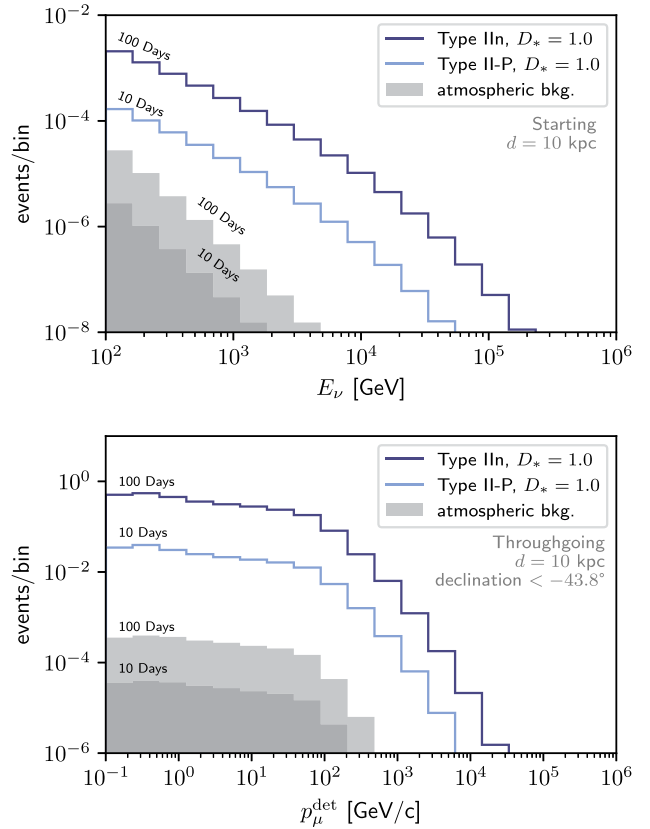 10⁻²
10⁻⁴
10⁻⁶
10⁻⁸
events/bin
100 Days
10 Days
100 Days
10 Days
Type IIn, D∗ = 1.0
Type II-P, D∗ = 1.0
atmospheric bkg.
Starting
d = 10 kpc
10² 10³ 10⁴ 10⁵ 10⁶
Eν [GeV]
10⁰
10⁻²
10⁻⁴
10⁻⁶
events/bin
100 Days
10 Days
100 Days
10 Days
Type IIn, D∗ = 1.0
Type II-P, D∗ = 1.0
atmospheric bkg.
Throughgoing
d = 10 kpc
declination < −43.8°
10⁻¹ 10⁰ 10¹ 10² 10³ 10⁴ 10⁵ 10⁶
pμ^det [GeV/c]